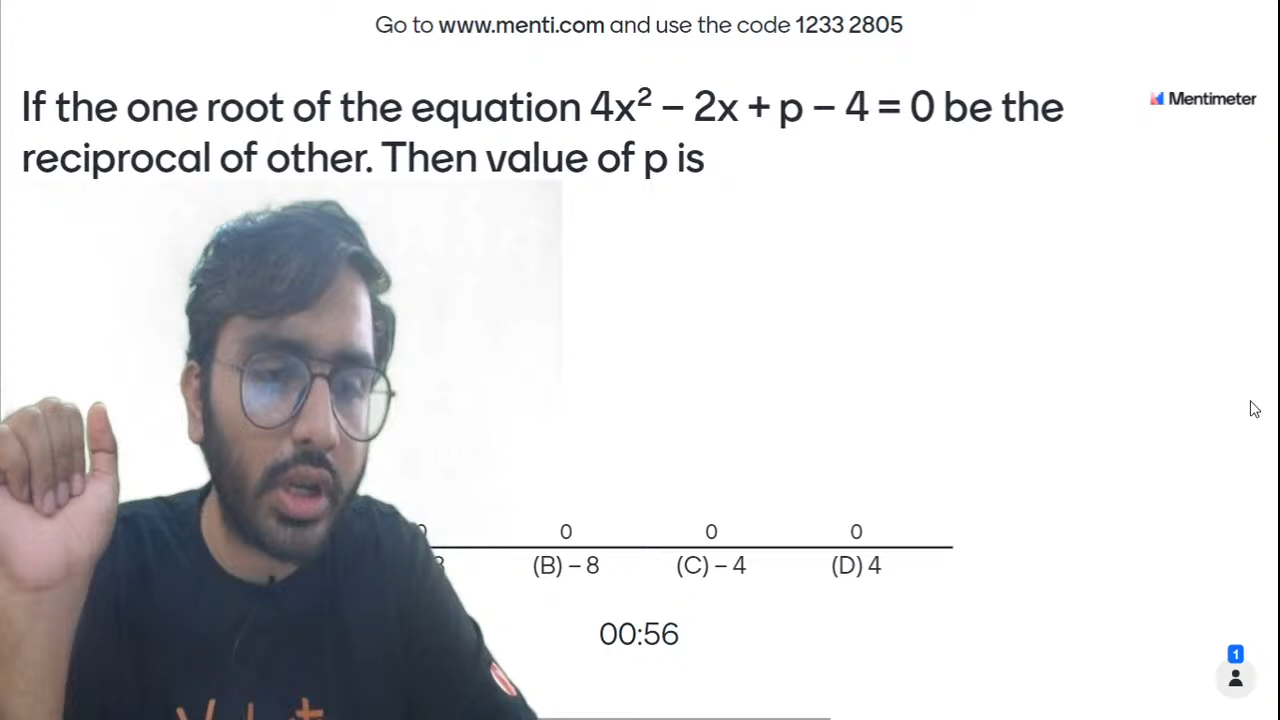 Go to www.menti.com and use the code 1233 2805
If the one root of the equation 4x² – 2x + p – 4 = 0 be the
Mentimeter
reciprocal of other. Then value of p is
0 0 0
(B) – 8 (C) – 4 (D) 4
00:56
1